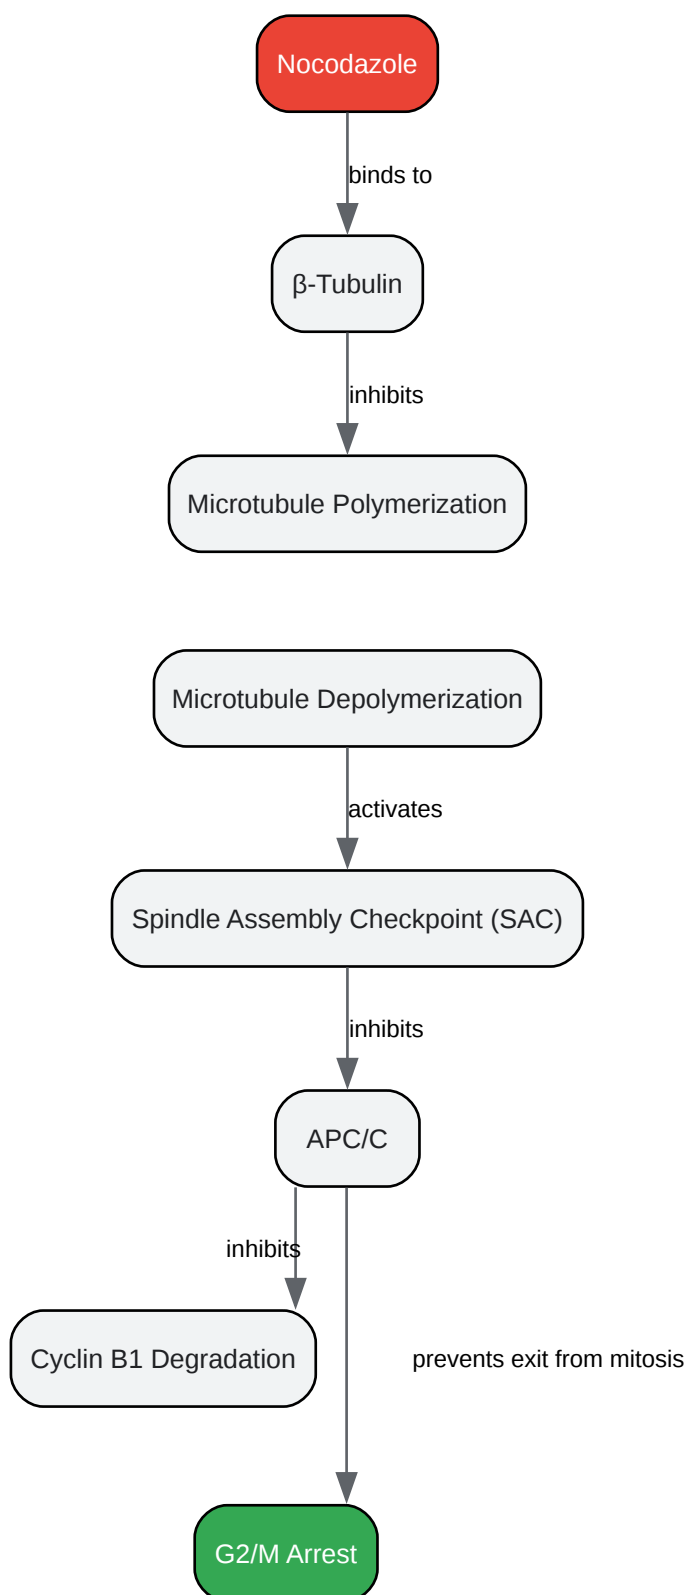 Nocodazole
binds to
β-Tubulin
inhibits
Microtubule Polymerization
Microtubule Depolymerization
activates
Spindle Assembly Checkpoint (SAC)
inhibits
APC/C
inhibits
Cyclin B1 Degradation
prevents exit from mitosis
G2/M Arrest